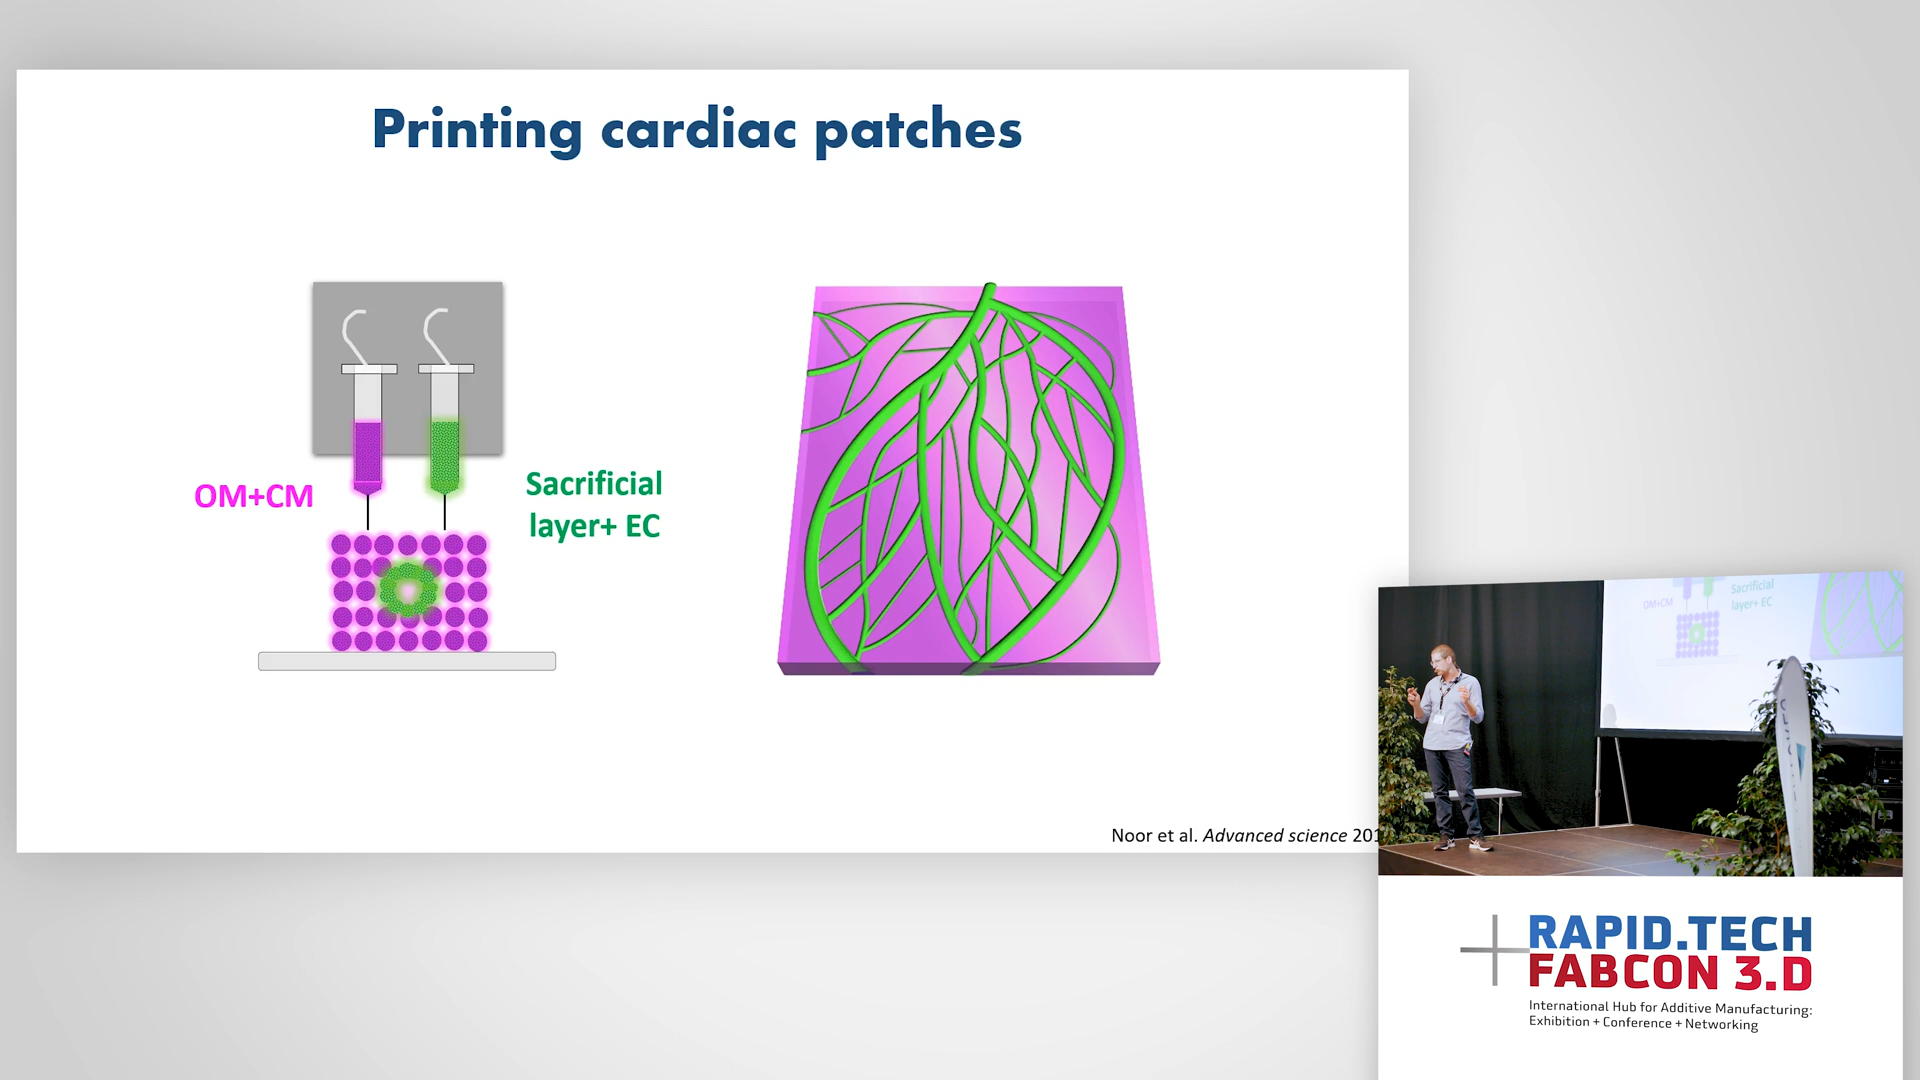 Printing cardiac patches
OM+CM
Sacrificial
layer+ EC
Noor et al. Advanced science 201
OM+CM
Sacrificial
layer+ EC
RAPID.TECH
FABCON 3.D
International Hub for Additive Manufacturing:
Exhibition + Conference + Networking